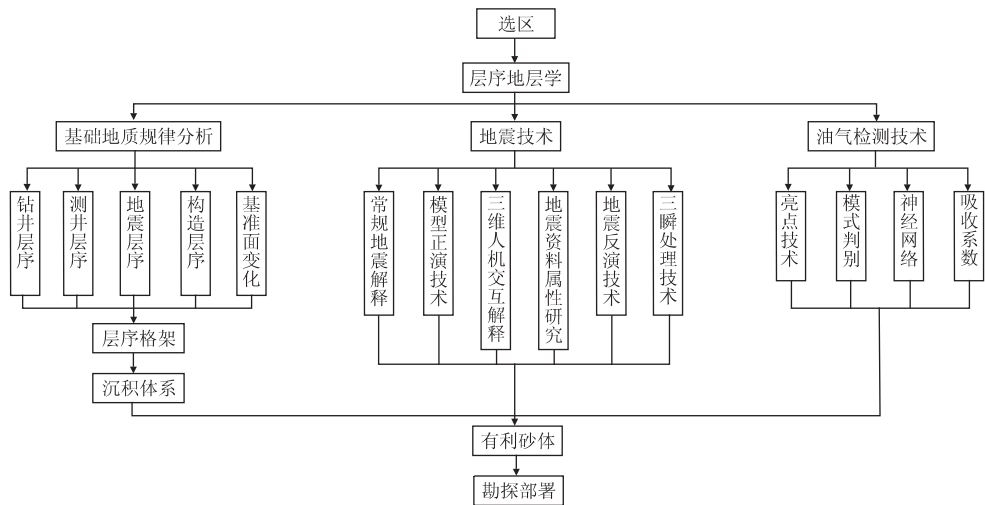 选区
层序地层学
基础地质规律分析
地震技术
油气检测技术
钻井层序
测井层序
地震层序
构造层序
基准面变化
常规地震解释
模型正演技术
三维人机交互解释
地震资料属性研究
地震反演技术
三瞬处理技术
亮点技术
模式判别
神经网络
吸收系数
层序格架
沉积体系
有利砂体
勘探部署